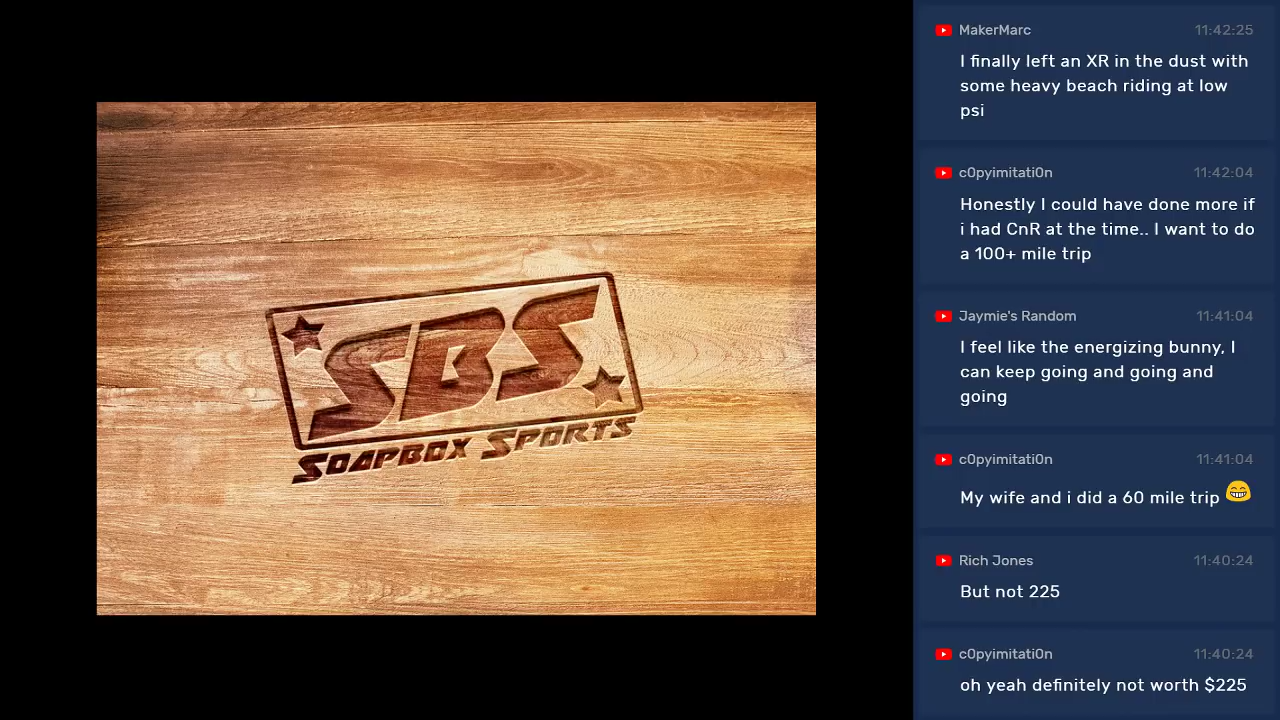 SBS
SOAPBOX SPORTS
MakerMarc 11:42:25
I finally left an XR in the dust with
some heavy beach riding at low
psi
c0pyimitati0n 11:42:04
Honestly I could have done more if
i had CnR at the time.. I want to do
a 100+ mile trip
Jaymie's Random 11:41:04
I feel like the energizing bunny, I
can keep going and going and
going
c0pyimitati0n 11:41:04
My wife and i did a 60 mile trip 😁
Rich Jones 11:40:24
But not 225
c0pyimitati0n 11:40:24
oh yeah definitely not worth $225